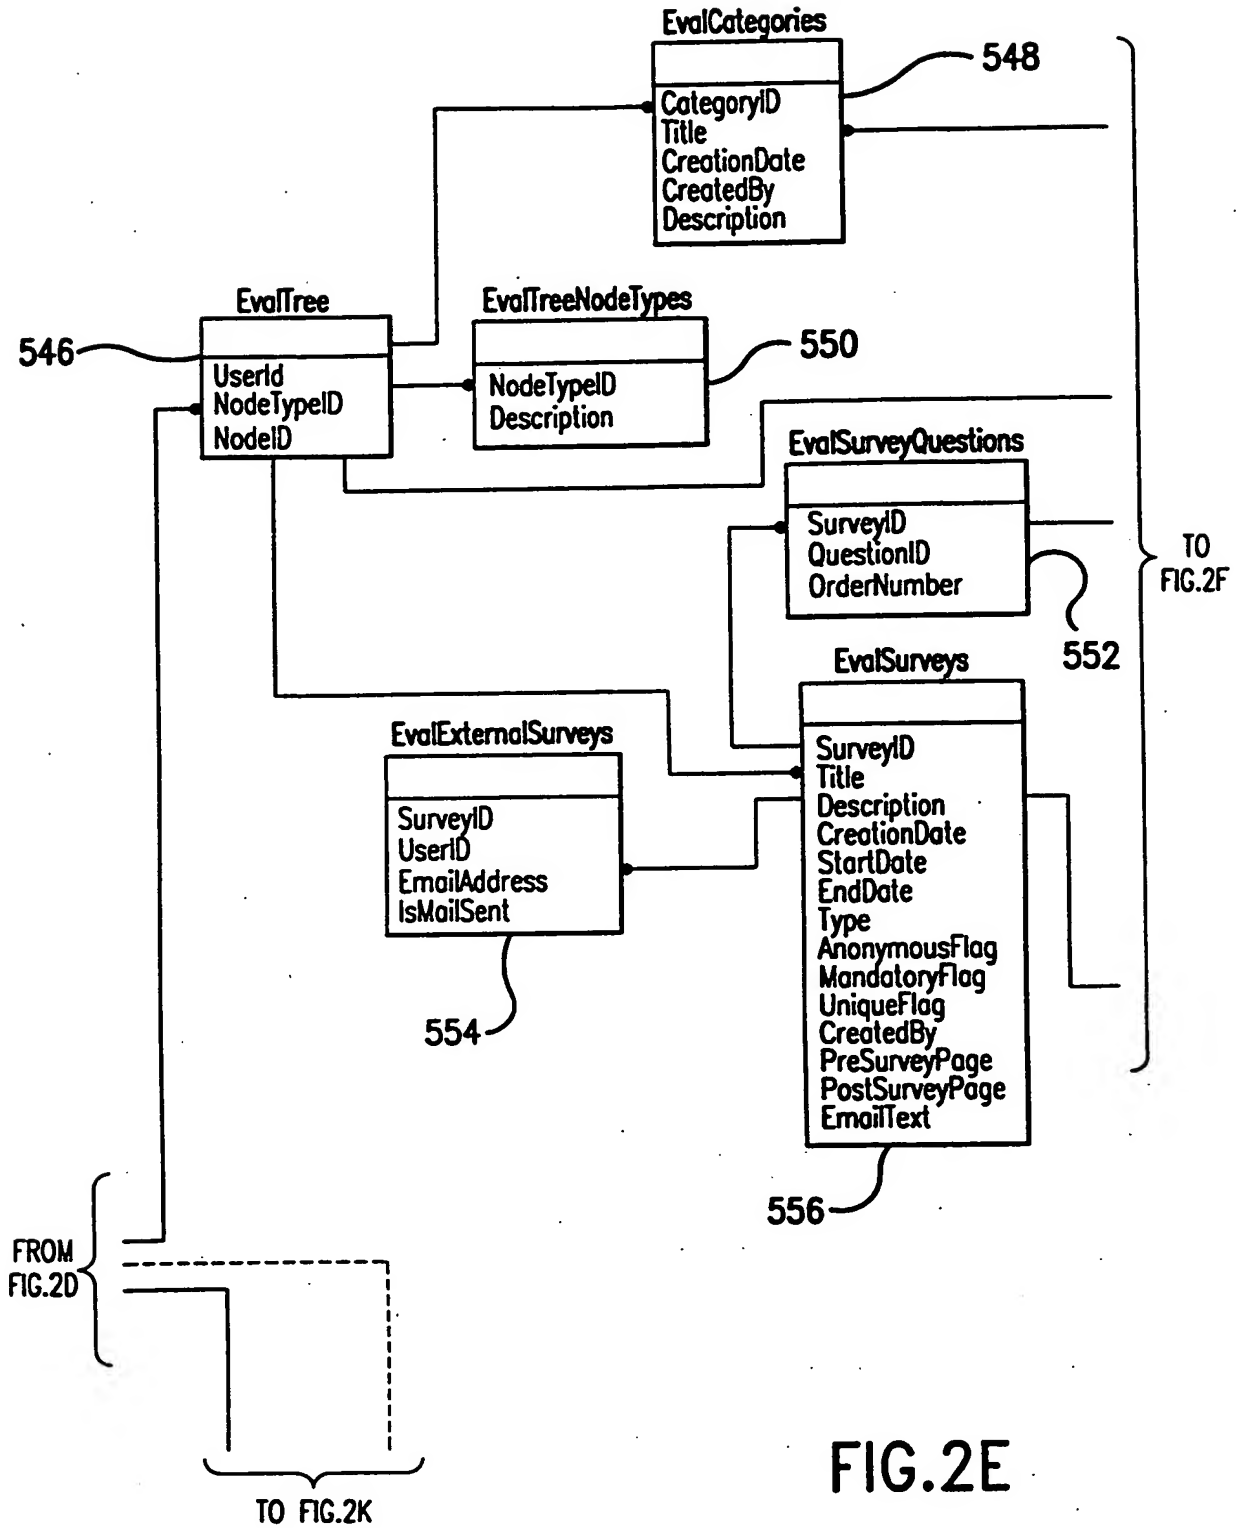 EvalCategories
548
CategoryID
Title
CreationDate
CreatedBy
Description
EvalTree
546
UserId
NodeTypeID
NodeID
EvalTreeNodeTypes
550
NodeTypeID
Description
EvalSurveyQuestions
SurveyID
QuestionID
OrderNumber
552
TO
FIG.2F
EvalSurveys
SurveyID
Title
Description
CreationDate
StartDate
EndDate
Type
AnonymousFlag
MandatoryFlag
UniqueFlag
CreatedBy
PreSurveyPage
PostSurveyPage
EmailText
556
EvalExternalSurveys
SurveyID
UserID
EmailAddress
IsMailSent
554
FROM
FIG.2D
TO FIG.2K
FIG.2E